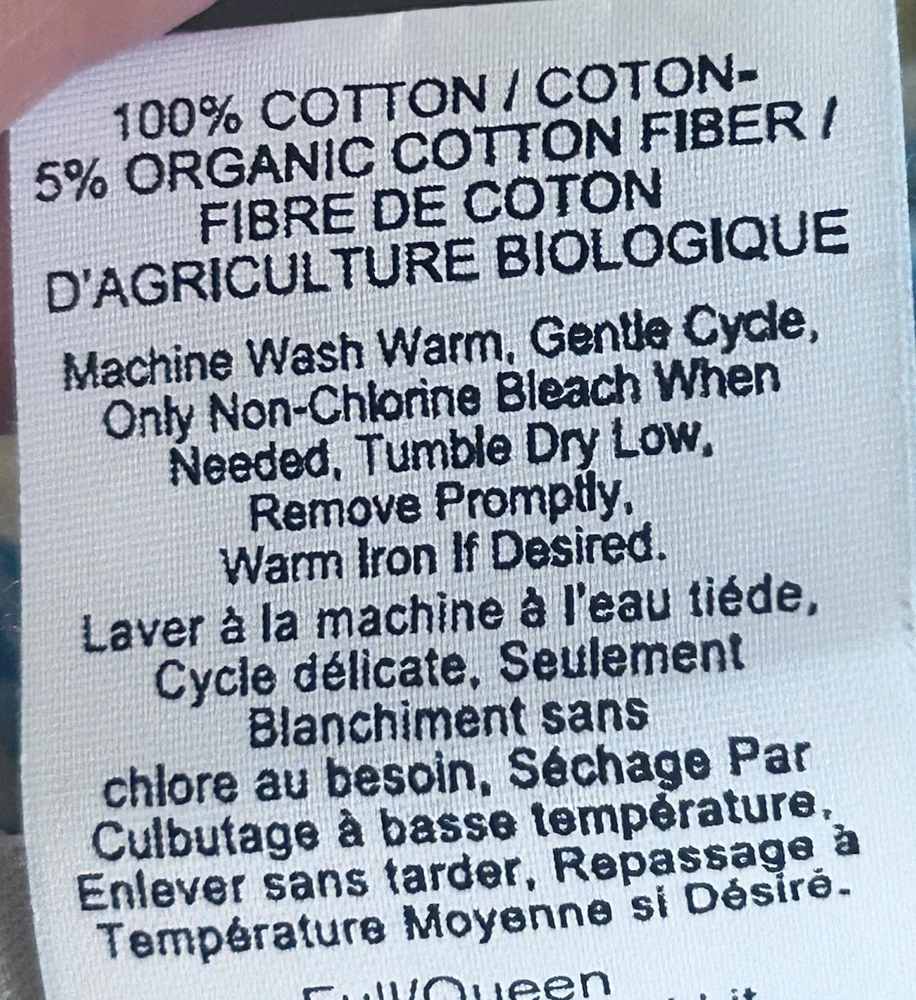 100% COTTON / COTON-
5% ORGANIC COTTON FIBER /
FIBRE DE COTON
D'AGRICULTURE BIOLOGIQUE
Machine Wash Warm, Gentle Cycle,
Only Non-Chlorine Bleach When
Needed, Tumble Dry Low,
Remove Promptly,
Warm Iron If Desired.
Laver à la machine à l'eau tiéde,
Cycle délicate, Seulement
Blanchiment sans
chlore au besoin, Séchage Par
Culbutage à basse température,
Enlever sans tarder, Repassage à
Température Moyenne si Désiré.
Full/Queen